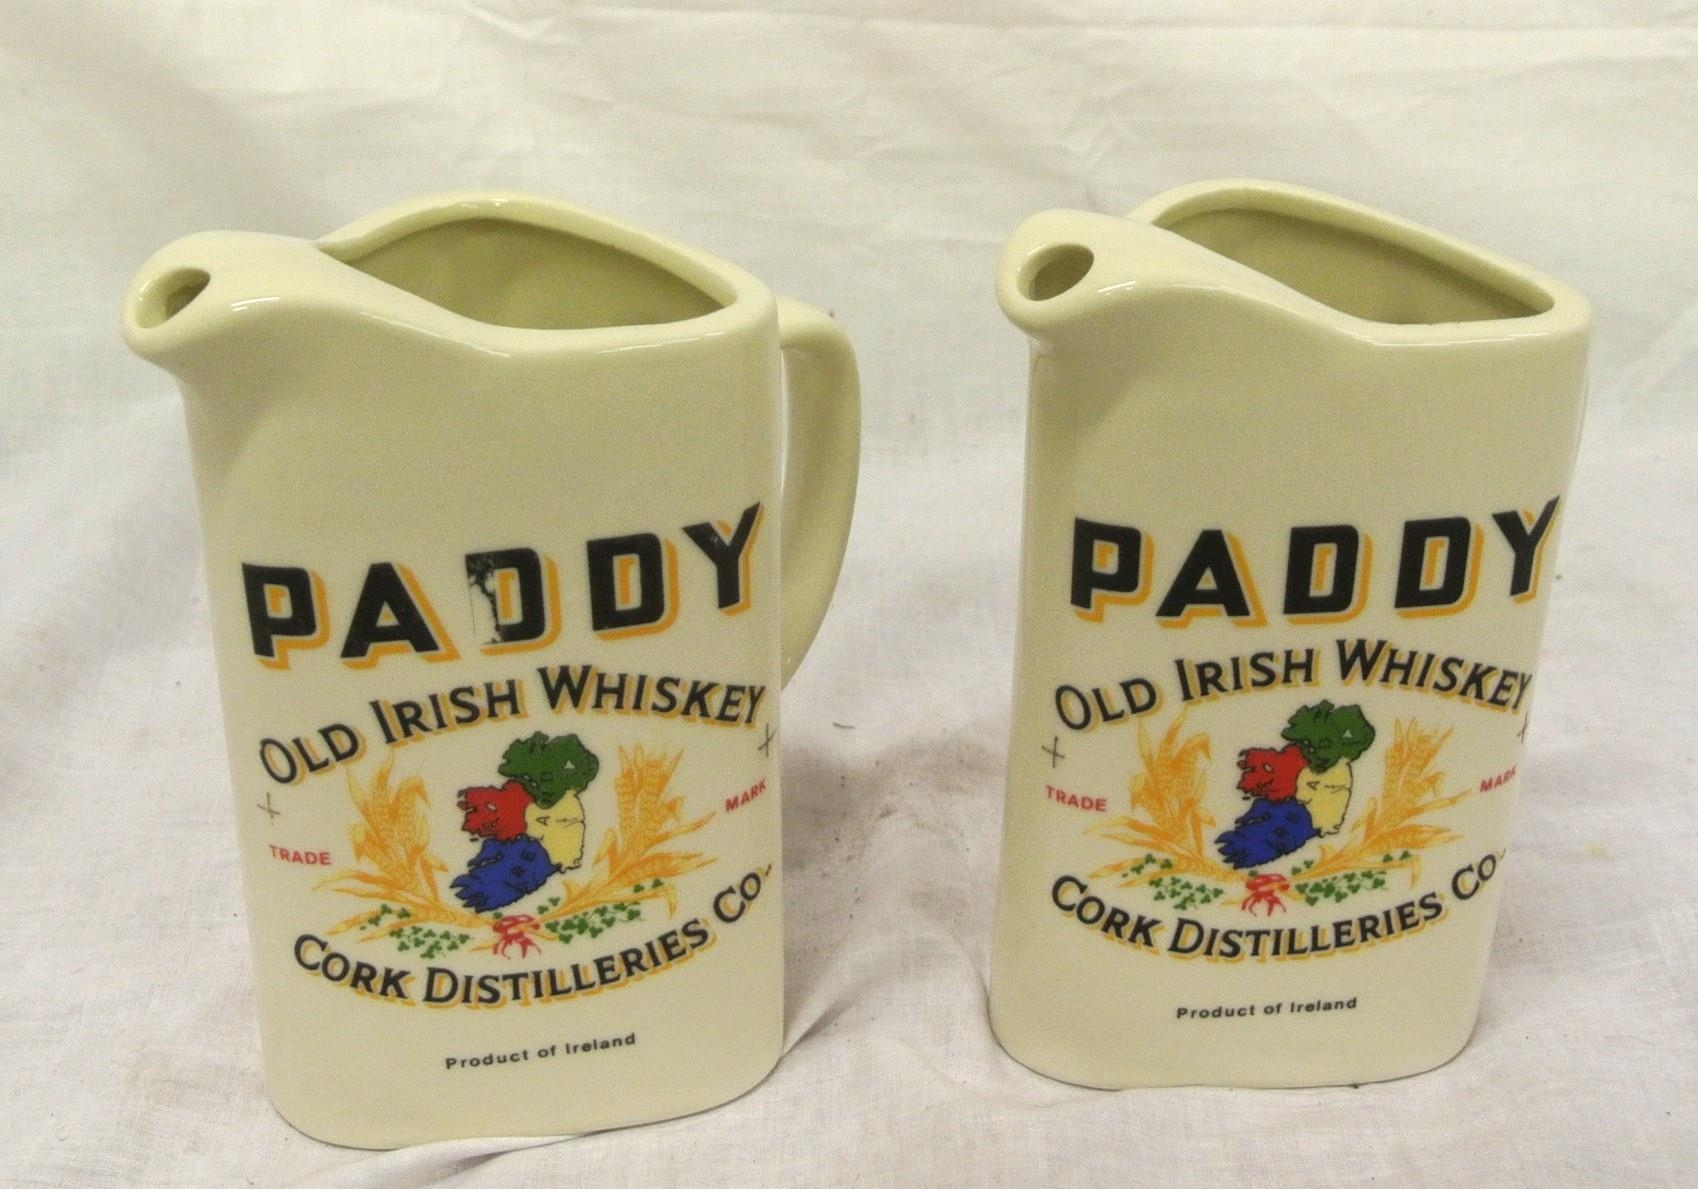 PADDY
OLD IRISH WHISKEY
TRADE MARK
CORK DISTILLERIES CO.
Product of Ireland
PADDY
OLD IRISH WHISKEY
TRADE MARK
CORK DISTILLERIES CO.
Product of Ireland